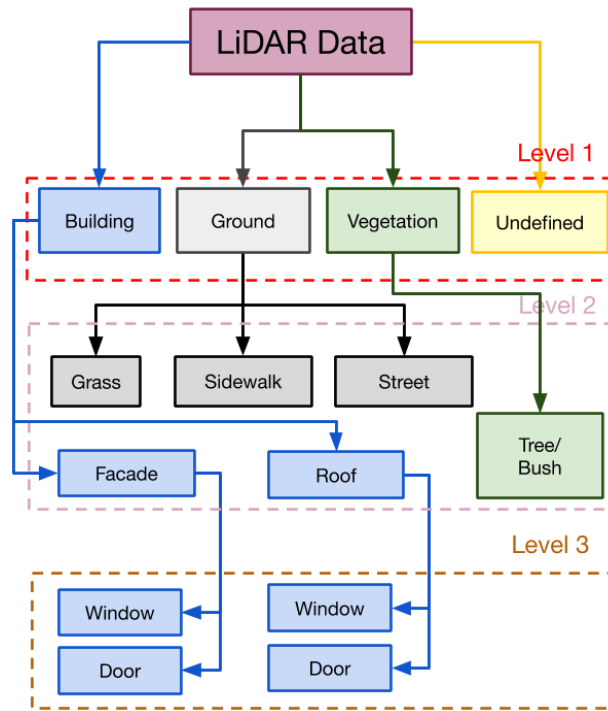 LiDAR Data
Level 1
Building
Ground
Vegetation
Undefined
Level 2
Grass
Sidewalk
Street
Tree/
Bush
Facade
Roof
Level 3
Window
Window
Door
Door